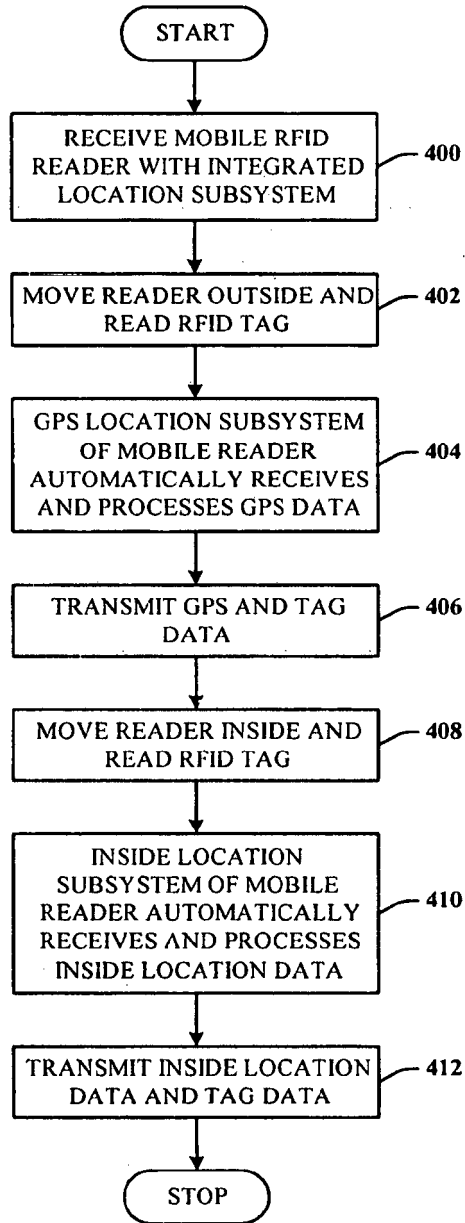 START
RECEIVE MOBILE RFID
READER WITH INTEGRATED
LOCATION SUBSYSTEM
400
MOVE READER OUTSIDE AND
READ RFID TAG
402
GPS LOCATION SUBSYSTEM
OF MOBILE READER
AUTOMATICALLY RECEIVES
AND PROCESSES GPS DATA
404
TRANSMIT GPS AND TAG
DATA
406
MOVE READER INSIDE AND
READ RFID TAG
408
INSIDE LOCATION
SUBSYSTEM OF MOBILE
READER AUTOMATICALLY
RECEIVES AND PROCESSES
INSIDE LOCATION DATA
410
TRANSMIT INSIDE LOCATION
DATA AND TAG DATA
412
STOP